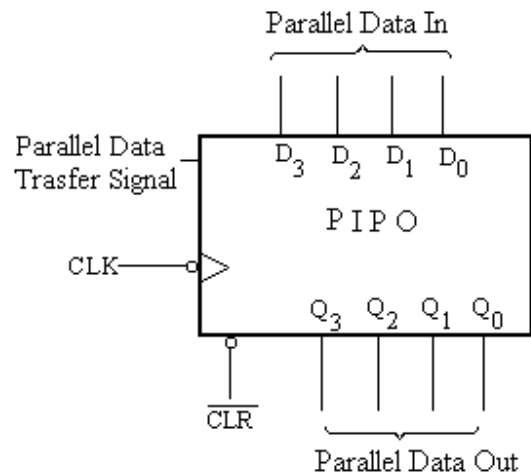 Parallel Data In
Parallel Data
Trasfer Signal
D3 D2 D1 D0
P I P O
CLK
Q3 Q2 Q1 Q0
CLR
Parallel Data Out